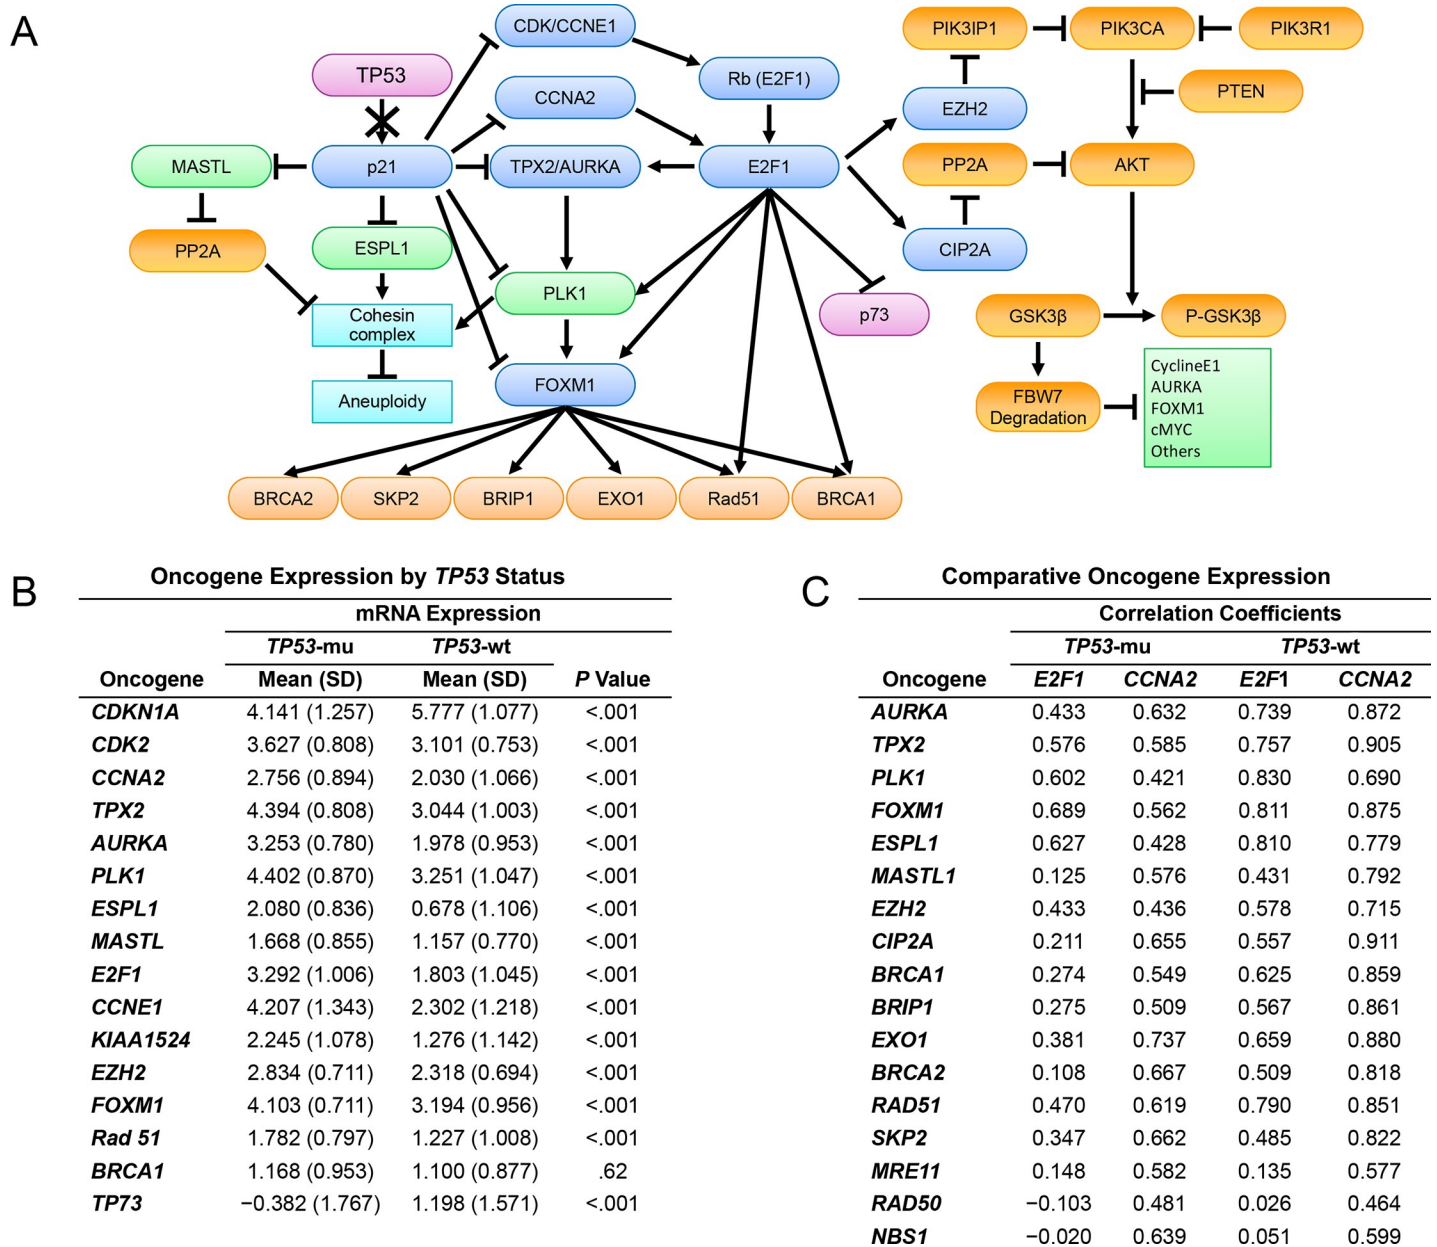 A
CDK/CCNE1
PIK3IP1
PIK3CA
PIK3R1
TP53
Rb (E2F1)
CCNA2
EZH2
PTEN
MASTL
p21
TPX2/AURKA
E2F1
PP2A
AKT
PP2A
ESPL1
CIP2A
PLK1
p73
GSK3β
P-GSK3β
Cohesin
complex
FOXM1
Aneuploidy
FBW7
Degradation
CyclineE1
AURKA
FOXM1
cMYC
Others
BRCA2
SKP2
BRIP1
EXO1
Rad51
BRCA1
B
Oncogene Expression by TP53 Status
mRNA Expression
TP53-mu TP53-wt
Oncogene Mean (SD) Mean (SD) P Value
CDKN1A 4.141 (1.257) 5.777 (1.077) <.001
CDK2 3.627 (0.808) 3.101 (0.753) <.001
CCNA2 2.756 (0.894) 2.030 (1.066) <.001
TPX2 4.394 (0.808) 3.044 (1.003) <.001
AURKA 3.253 (0.780) 1.978 (0.953) <.001
PLK1 4.402 (0.870) 3.251 (1.047) <.001
ESPL1 2.080 (0.836) 0.678 (1.106) <.001
MASTL 1.668 (0.855) 1.157 (0.770) <.001
E2F1 3.292 (1.006) 1.803 (1.045) <.001
CCNE1 4.207 (1.343) 2.302 (1.218) <.001
KIAA1524 2.245 (1.078) 1.276 (1.142) <.001
EZH2 2.834 (0.711) 2.318 (0.694) <.001
FOXM1 4.103 (0.711) 3.194 (0.956) <.001
Rad 51 1.782 (0.797) 1.227 (1.008) <.001
BRCA1 1.168 (0.953) 1.100 (0.877) .62
TP73 −0.382 (1.767) 1.198 (1.571) <.001
C
Comparative Oncogene Expression
Correlation Coefficients
TP53-mu TP53-wt
Oncogene E2F1 CCNA2 E2F1 CCNA2
AURKA 0.433 0.632 0.739 0.872
TPX2 0.576 0.585 0.757 0.905
PLK1 0.602 0.421 0.830 0.690
FOXM1 0.689 0.562 0.811 0.875
ESPL1 0.627 0.428 0.810 0.779
MASTL1 0.125 0.576 0.431 0.792
EZH2 0.433 0.436 0.578 0.715
CIP2A 0.211 0.655 0.557 0.911
BRCA1 0.274 0.549 0.625 0.859
BRIP1 0.275 0.509 0.567 0.861
EXO1 0.381 0.737 0.659 0.880
BRCA2 0.108 0.667 0.509 0.818
RAD51 0.470 0.619 0.790 0.851
SKP2 0.347 0.662 0.485 0.822
MRE11 0.148 0.582 0.135 0.577
RAD50 −0.103 0.481 0.026 0.464
NBS1 −0.020 0.639 0.051 0.599